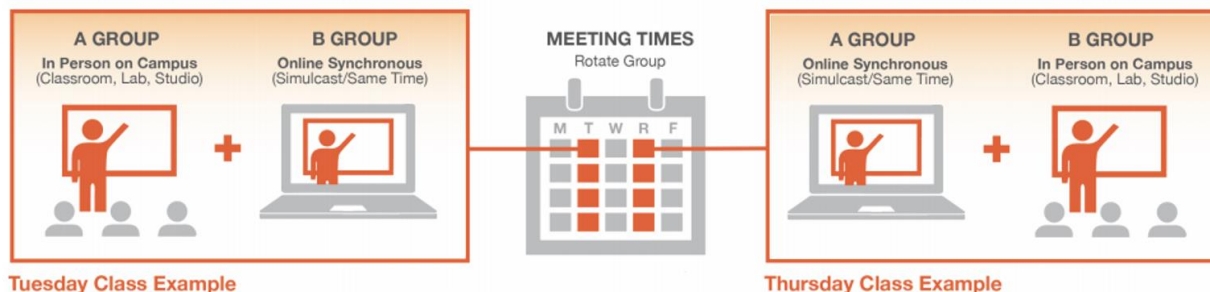 A GROUP
In Person on Campus
(Classroom, Lab, Studio)
B GROUP
Online Synchronous
(Simulcast/Same Time)
Tuesday Class Example
MEETING TIMES
Rotate Group
M T W R F
A GROUP
Online Synchronous
(Simulcast/Same Time)
B GROUP
In Person on Campus
(Classroom, Lab, Studio)
Thursday Class Example